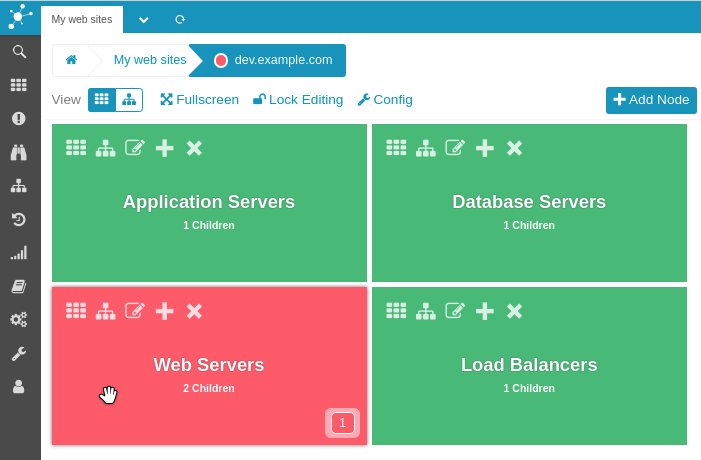 My web sites
My web sites
dev.example.com
View
Fullscreen
Lock Editing
Config
Add Node
Application Servers
1 Children
Database Servers
1 Children
Web Servers
2 Children
1
Load Balancers
1 Children